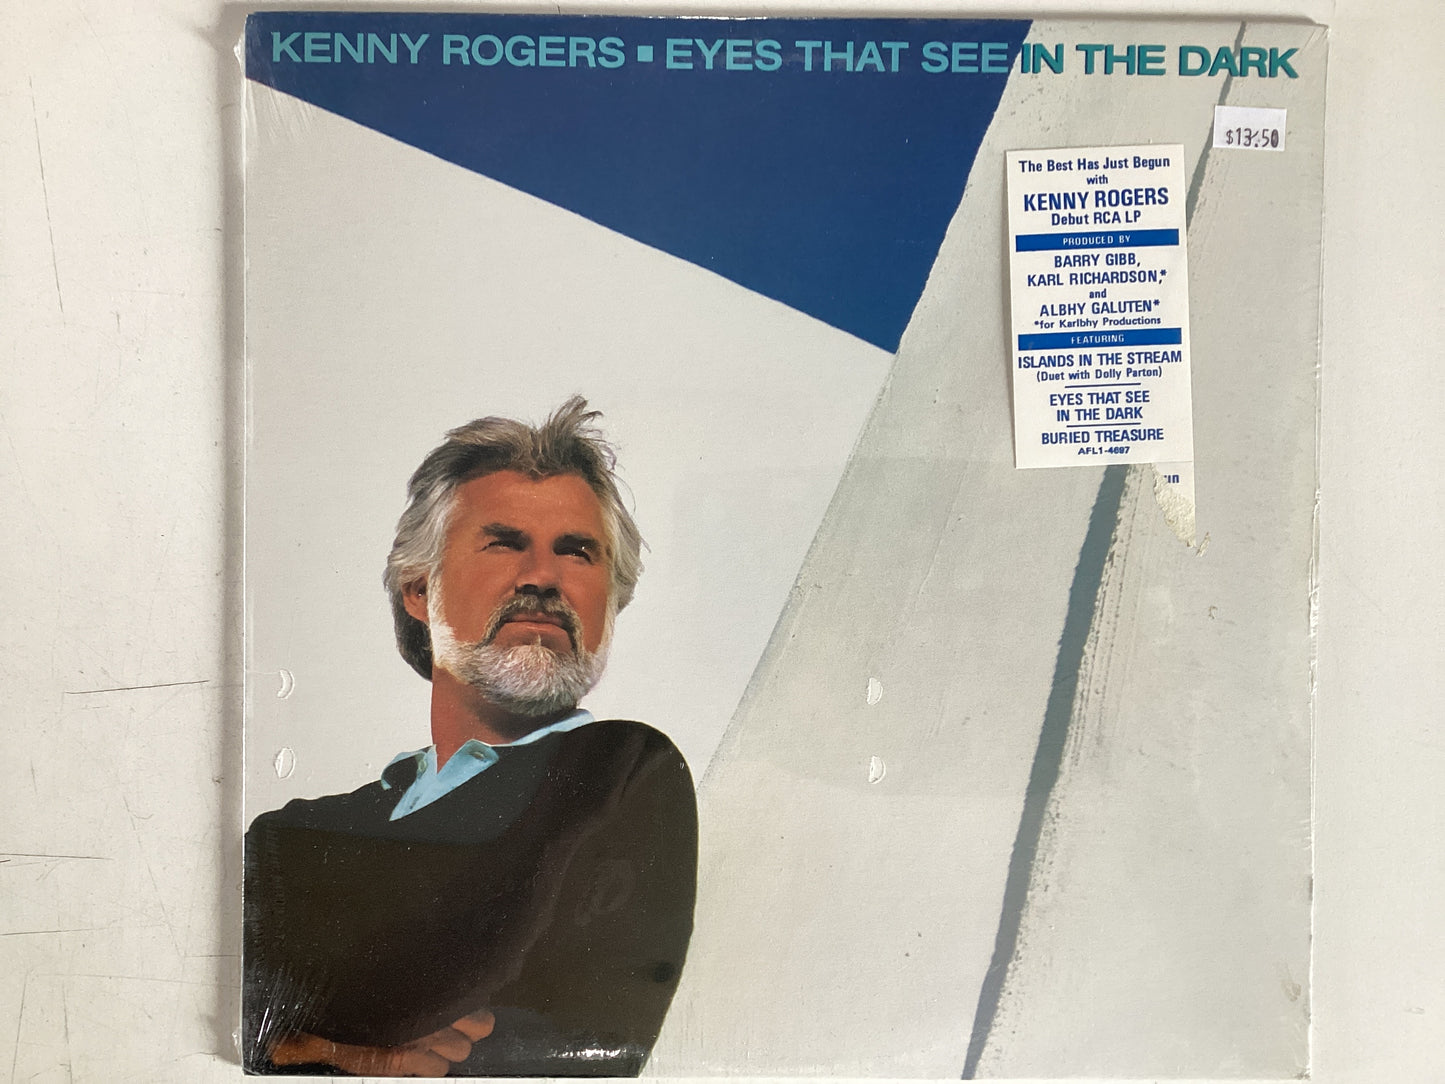 KENNY ROGERS ▪ EYES THAT SEE IN THE DARK
$13.50
The Best Has Just Begun
with
KENNY ROGERS
Debut RCA LP
PRODUCED BY
BARRY GIBB,
KARL RICHARDSON,*
and
ALBHY GALUTEN*
*for Karlbhy Productions
FEATURING
ISLANDS IN THE STREAM
(Duet with Dolly Parton)
EYES THAT SEE
IN THE DARK
BURIED TREASURE
AFL1-4697